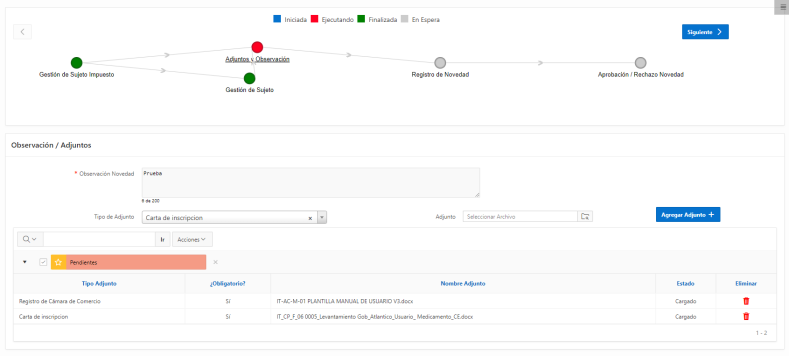 Iniciada Ejecutando Finalizada En Espera
Siguiente
Adjuntos y Observación
Gestión de Sujeto Impuesto
Registro de Novedad
Aprobación / Rechazo Novedad
Gestión de Sujeto
Observación / Adjuntos
* Observación Novedad
Prueba
6 de 200
Tipo de Adjunto
Carta de inscripcion
x
Adjunto
Seleccionar Archivo
Agregar Adjunto +
Ir
Acciones
Pendientes
Tipo Adjunto ¿Obligatorio? Nombre Adjunto Estado Eliminar
Registro de Cámara de Comercio Sí IT-AC-M-01 PLANTILLA MANUAL DE USUARIO V3.docx Cargado
Carta de inscripcion Sí IT_CP_F_06 0005_Levantamiento Gob_Atlantico_Usuario_ Medicamento_CE.docx Cargado
1 - 2